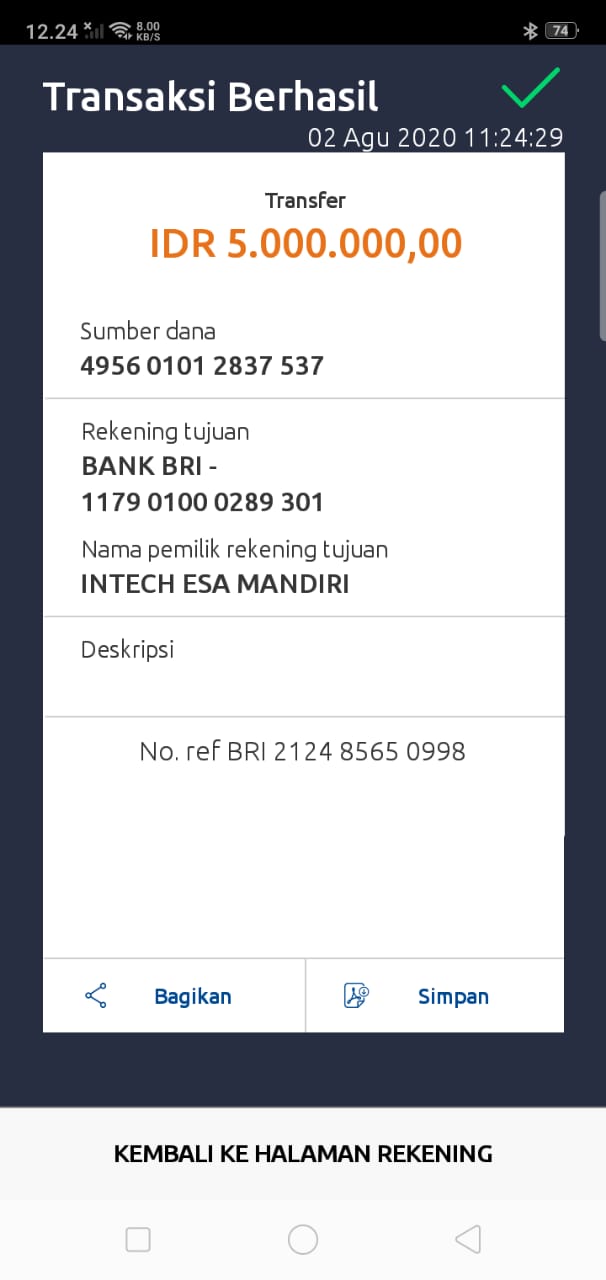 12.24
8.00
KB/S
74
Transaksi Berhasil
02 Agu 2020 11:24:29
Transfer
IDR 5.000.000,00
Sumber dana
4956 0101 2837 537
Rekening tujuan
BANK BRI -
1179 0100 0289 301
Nama pemilik rekening tujuan
INTECH ESA MANDIRI
Deskripsi
No. ref BRI 2124 8565 0998
Bagikan
Simpan
KEMBALI KE HALAMAN REKENING